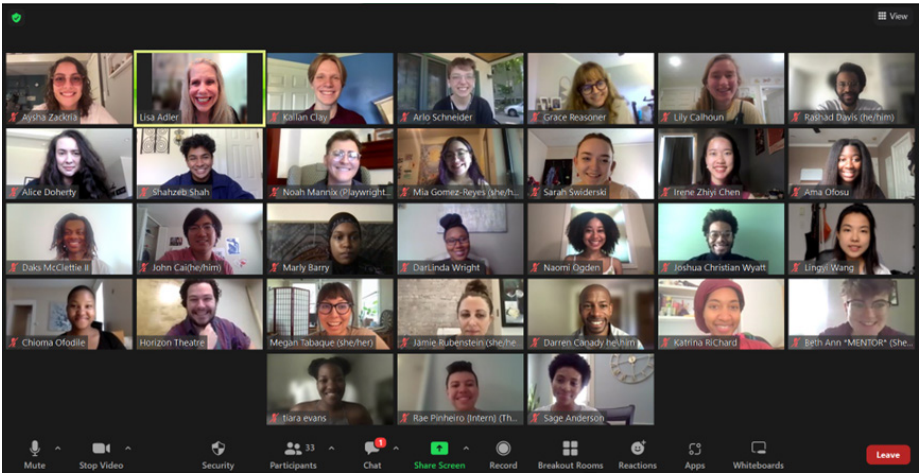 View
Aysha Zackria
Lisa Adler
Kallan Clay
Arlo Schneider
Grace Reasoner
Lily Calhoun
Rashad Davis (he/him)
Alice Doherty
Shahzeb Shah
Noah Mannix (Playwright...
Mia Gomez-Reyes (she/h...
Sarah Swiderski
Irene Zhiyi Chen
Ama Ofosu
Daks McClettie II
John Cai(he/him)
Marly Barry
DarLinda Wright
Naomi Ogden
Joshua Christian Wyatt
Lingyi Wang
Chioma Ofodile
Horizon Theatre
Megan Tabaque (she/her)
Jamie Rubenstein (she/he
Darren Canady he\him
Katrina RiChard
Beth Ann *MENTOR* (She...
tiara evans
Rae Pinheiro (Intern) (Th...
Sage Anderson
33
1
Mute
Stop Video
Security
Participants
Chat
Share Screen
Record
Breakout Rooms
Reactions
Apps
Whiteboards
Leave